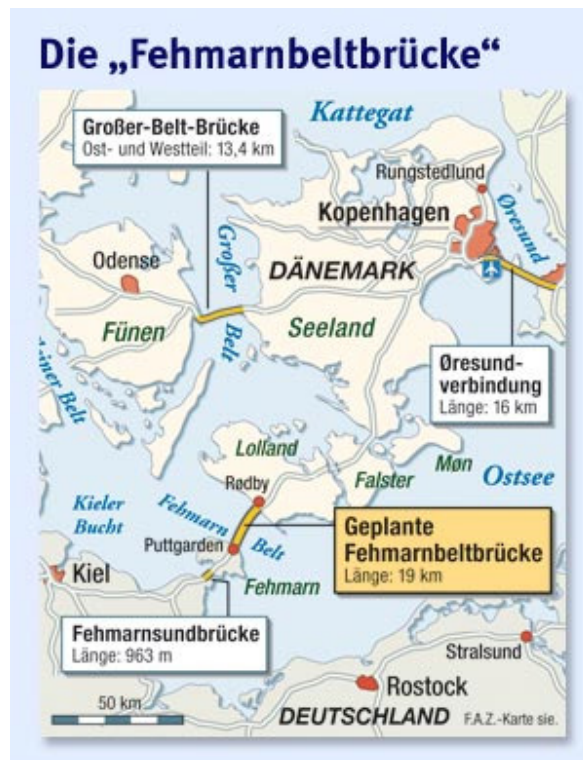 Die „Fehmarnbeltbrücke“
Großer-Belt-Brücke
Ost- und Westteil: 13,4 km
Kattegat
Rungstedlund
Kopenhagen
Øresund
Odense
Großer
Belt
DÄNEMARK
Fünen
Seeland
Øresund-
verbindung
Länge: 16 km
einer Belt
Lolland
Falster
Møn
Ostsee
Rødby
Kieler
Bucht
Fehmarn
Belt
Puttgarden
Geplante
Fehmarnbeltbrücke
Länge: 19 km
Kiel
Fehmarn
Fehmarnsundbrücke
Länge: 963 m
Stralsund
Rostock
50 km
DEUTSCHLAND
F.A.Z.-Karte sie.